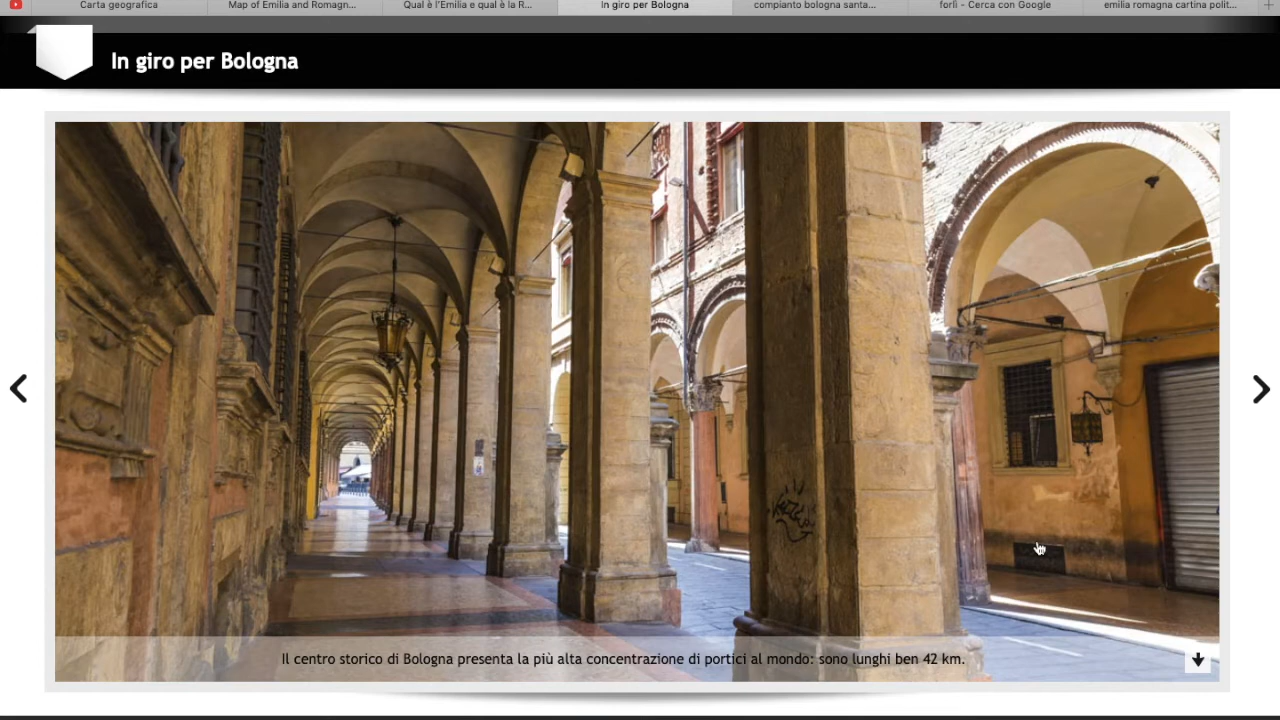 Carta geografica
Map of Emilia and Romagn...
Qual è l'Emilia e qual è la R...
In giro per Bologna
compianto bologna santa...
forlì - Cerca con Google
emilia romagna cartina polit...
In giro per Bologna
Il centro storico di Bologna presenta la più alta concentrazione di portici al mondo: sono lunghi ben 42 km.